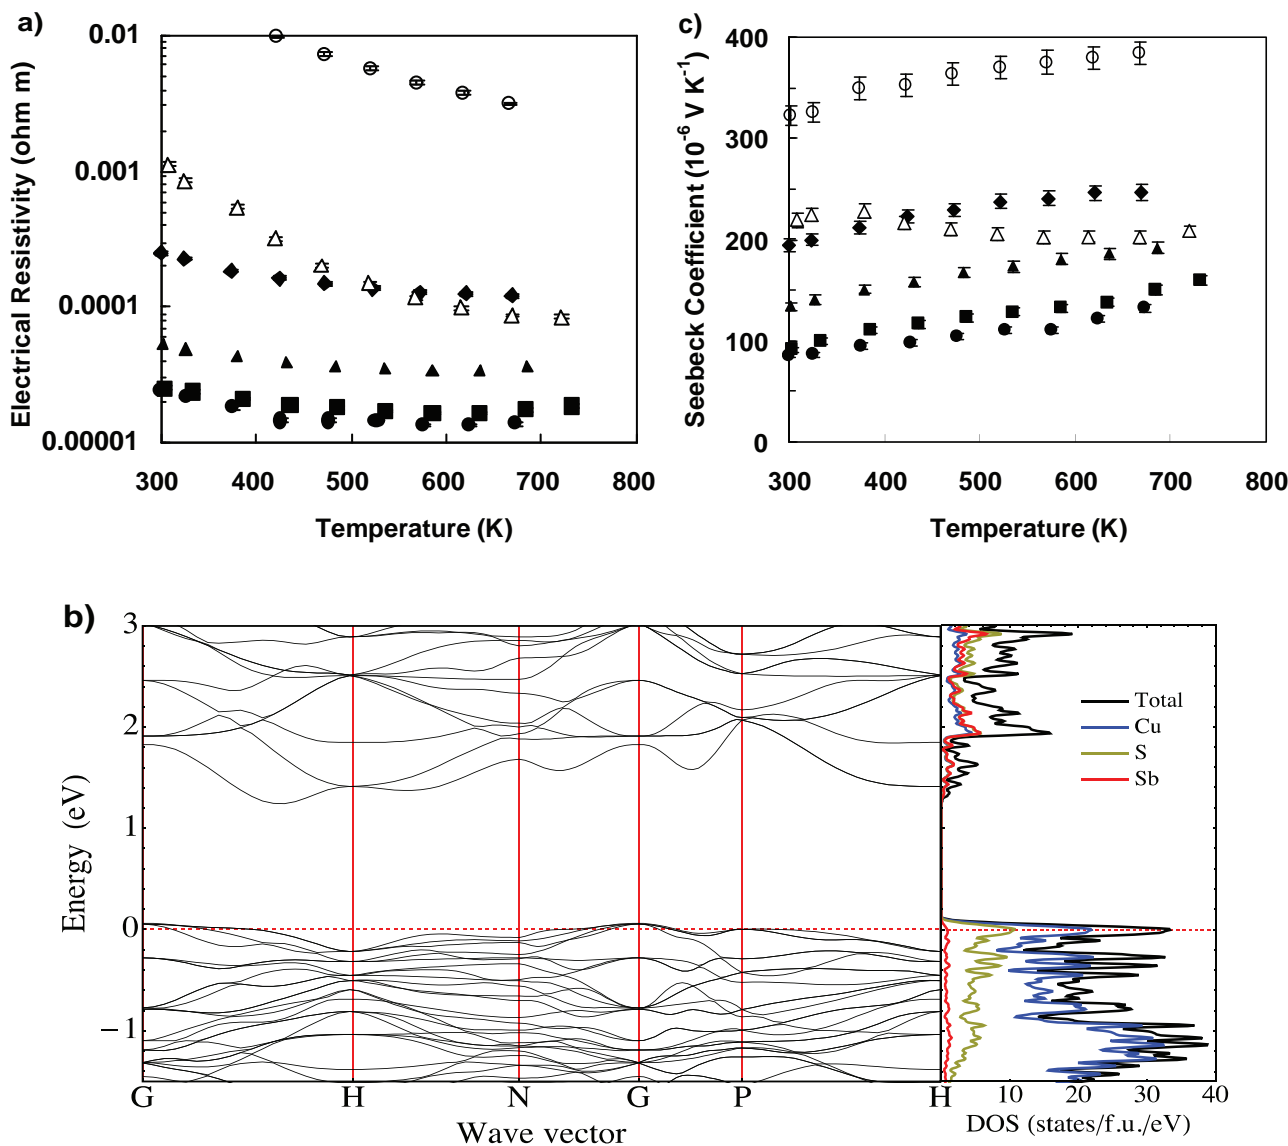 a)
Electrical Resistivity (ohm m)
0.01
0.001
0.0001
0.00001
300 400 500 600 700 800
Temperature (K)
c)
Seebeck Coefficient (10⁻⁶ V K⁻¹)
400
300
200
100
0
300 400 500 600 700 800
Temperature (K)
b)
Energy (eV)
3
2
1
0
−1
G H N G P H
Wave vector
Total
Cu
S
Sb
10 20 30 40
DOS (states/f.u./eV)